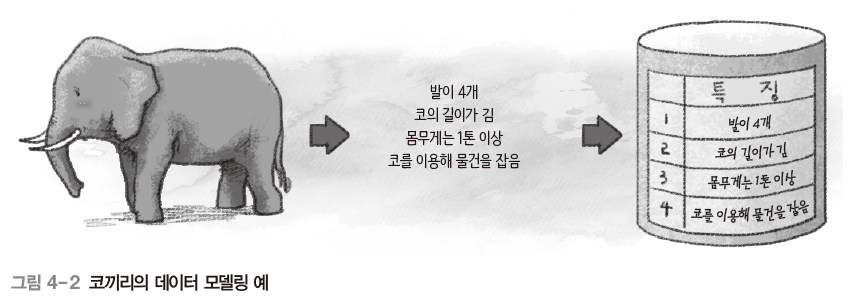 발이 4개
코의 길이가 김
몸무게는 1톤 이상
코를 이용해 물건을 잡음
특 징
1 발이 4개
2 코의 길이가 김
3 몸무게는 1톤 이상
4 코를 이용해 물건을 잡음
그림 4-2 코끼리의 데이터 모델링 예